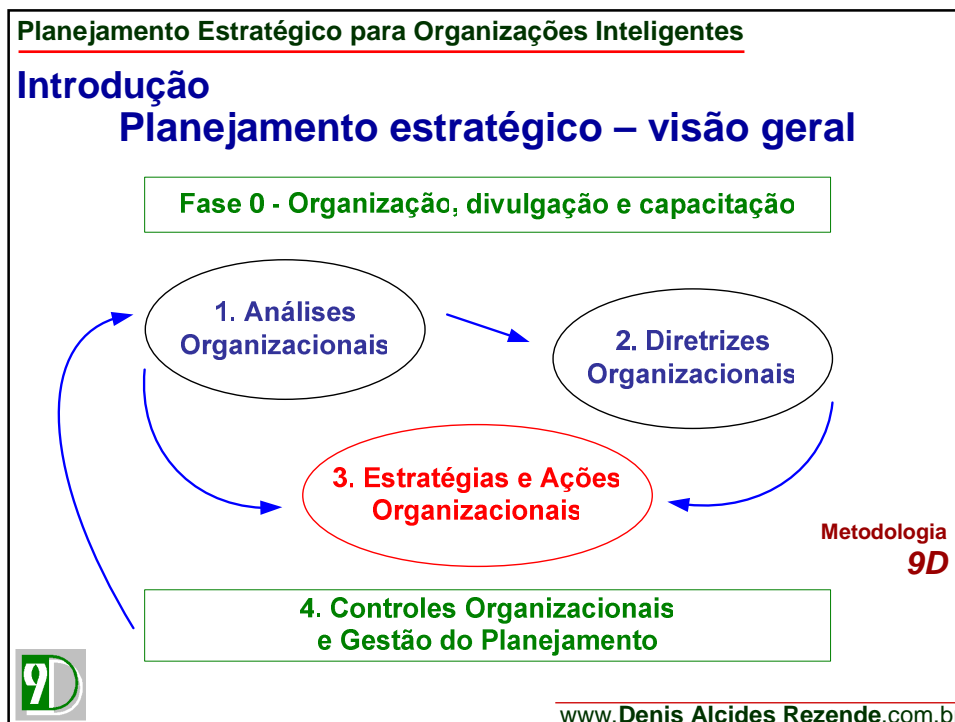 Planejamento Estratégico para Organizações Inteligentes
Introdução
Planejamento estratégico – visão geral
Fase 0 - Organização, divulgação e capacitação
1. Análises
Organizacionais
2. Diretrizes
Organizacionais
3. Estratégias e Ações
Organizacionais
Metodologia
9D
4. Controles Organizacionais
e Gestão do Planejamento
9D
www.Denis Alcides Rezende.com.b